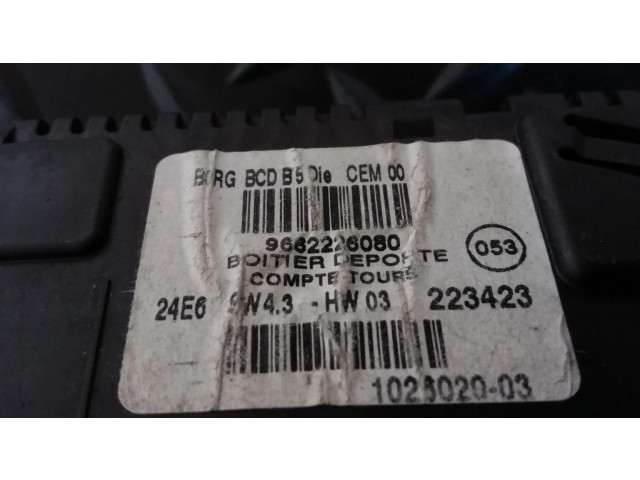 BORG BCD B5 Die CEM 00
9662226080
BOITIER DEPORTE
COMPTE-TOURS
053
24E6 SW4.3 -HW 03 223423
1026020-03